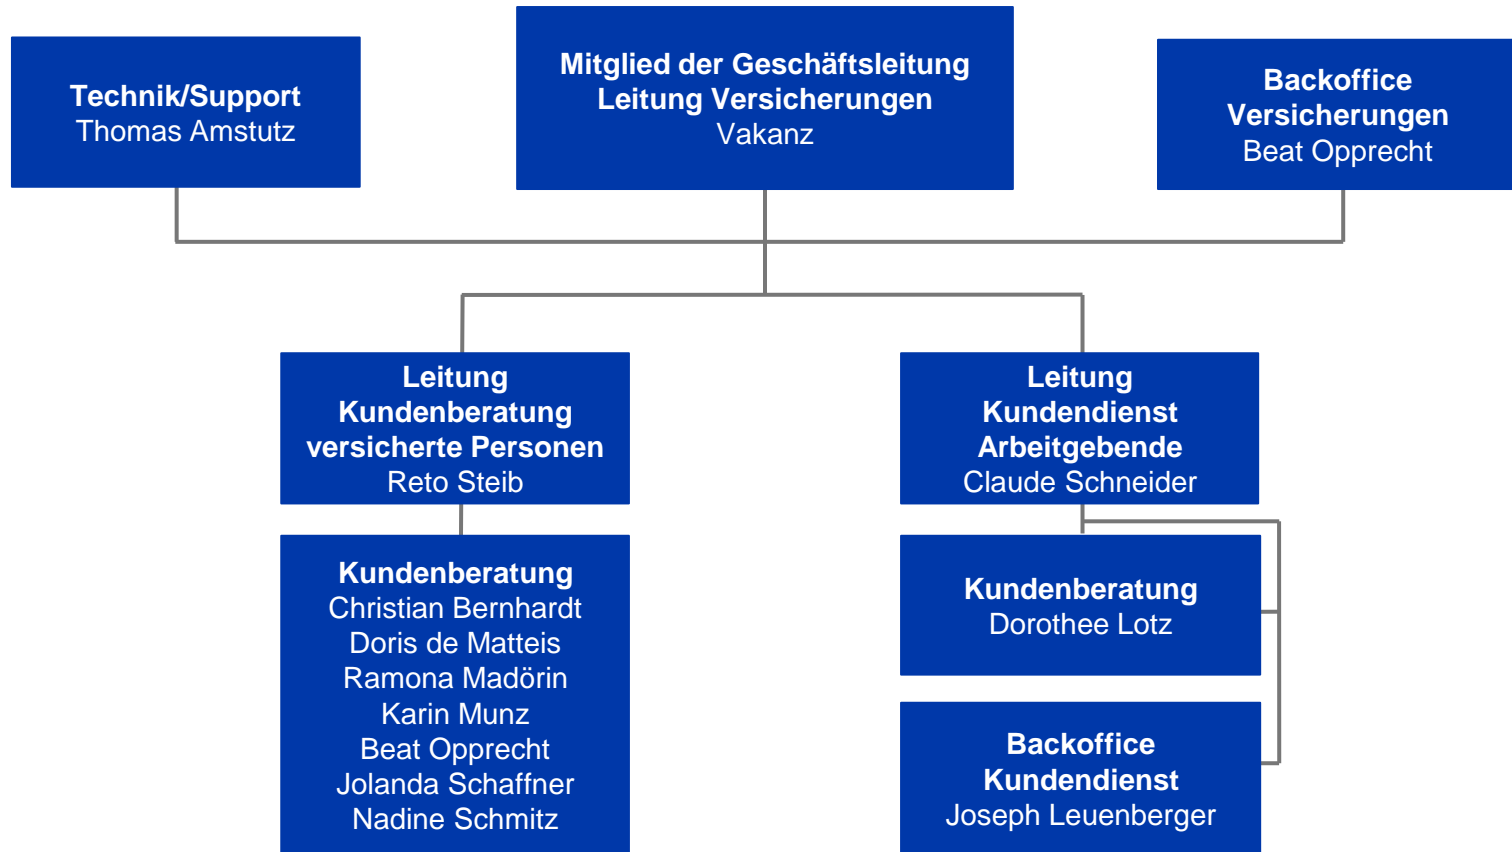 Technik/Support
Thomas Amstutz
Mitglied der Geschäftsleitung
Leitung Versicherungen
Vakanz
Backoffice
Versicherungen
Beat Opprecht
Leitung
Kundenberatung
versicherte Personen
Reto Steib
Leitung
Kundendienst
Arbeitgebende
Claude Schneider
Kundenberatung
Christian Bernhardt
Doris de Matteis
Ramona Madörin
Karin Munz
Beat Opprecht
Jolanda Schaffner
Nadine Schmitz
Kundenberatung
Dorothee Lotz
Backoffice
Kundendienst
Joseph Leuenberger